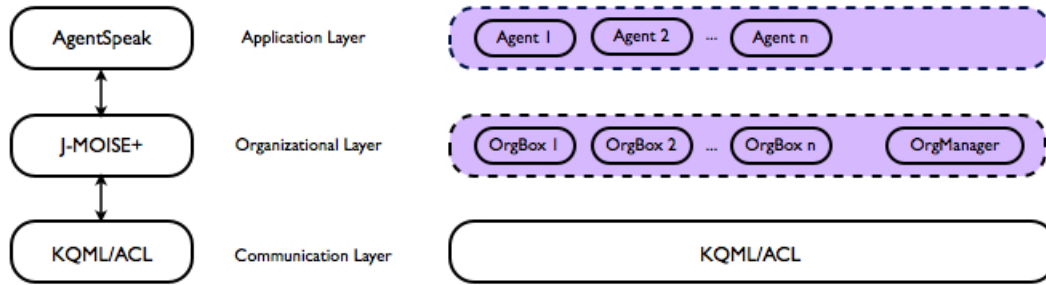 AgentSpeak Application Layer Agent 1 Agent 2 ... Agent n
J-MOISE+ Organizational Layer OrgBox 1 OrgBox 2 ... OrgBox n OrgManager
KQML/ACL Communication Layer KQML/ACL